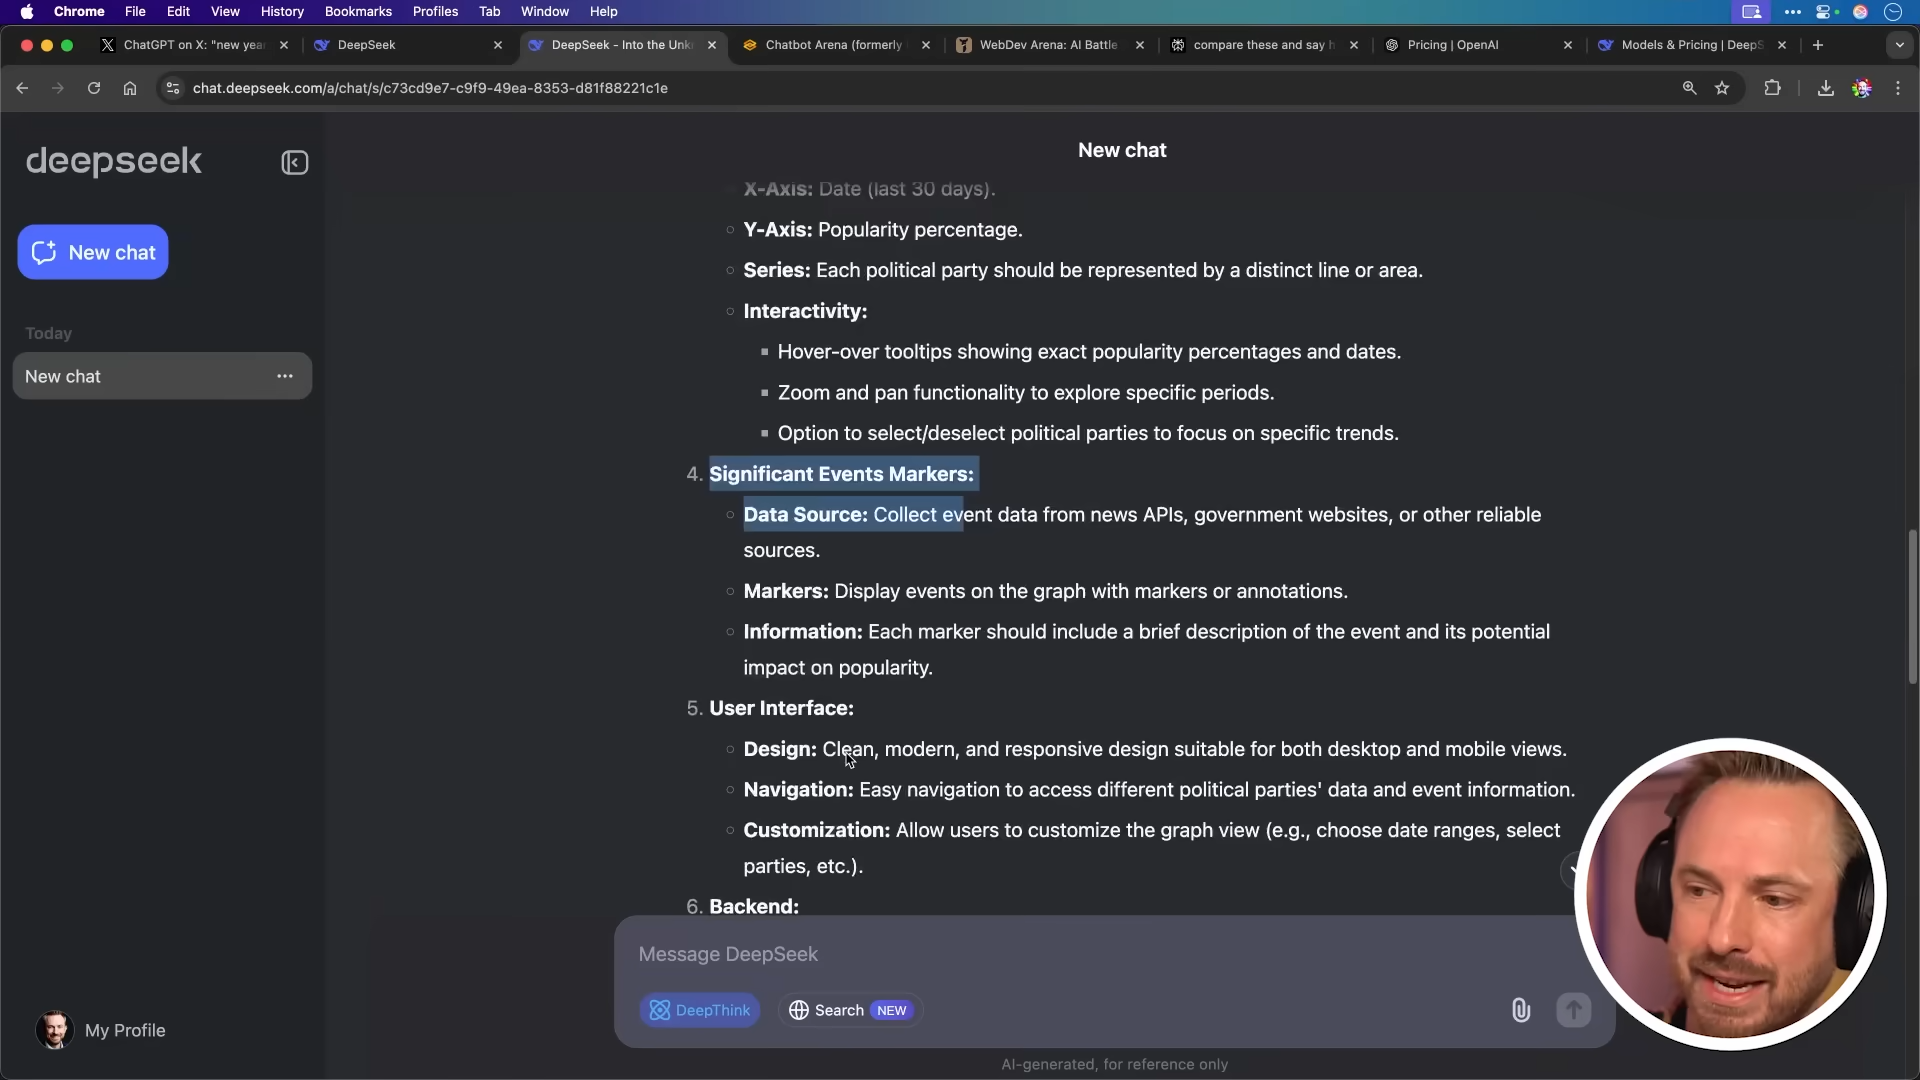 Chrome File Edit View History Bookmarks Profiles Tab Window Help
ChatGPT on X: "new yea
DeepSeek
DeepSeek - Into the Unk
Chatbot Arena (formerly
WebDev Arena: AI Battle
compare these and say h
Pricing | OpenAI
Models & Pricing | DeepS
chat.deepseek.com/a/chat/s/c73cd9e7-c9f9-49ea-8353-d81f88221c1e
deepseek
New chat
Today
New chat
My Profile
New chat
X-Axis: Date (last 30 days).
Y-Axis: Popularity percentage.
Series: Each political party should be represented by a distinct line or area.
Interactivity:
Hover-over tooltips showing exact popularity percentages and dates.
Zoom and pan functionality to explore specific periods.
Option to select/deselect political parties to focus on specific trends.
4. Significant Events Markers:
Data Source: Collect event data from news APIs, government websites, or other reliable
sources.
Markers: Display events on the graph with markers or annotations.
Information: Each marker should include a brief description of the event and its potential
impact on popularity.
5. User Interface:
Design: Clean, modern, and responsive design suitable for both desktop and mobile views.
Navigation: Easy navigation to access different political parties' data and event information.
Customization: Allow users to customize the graph view (e.g., choose date ranges, select
parties, etc.).
6. Backend:
Message DeepSeek
DeepThink
Search NEW
AI-generated, for reference only